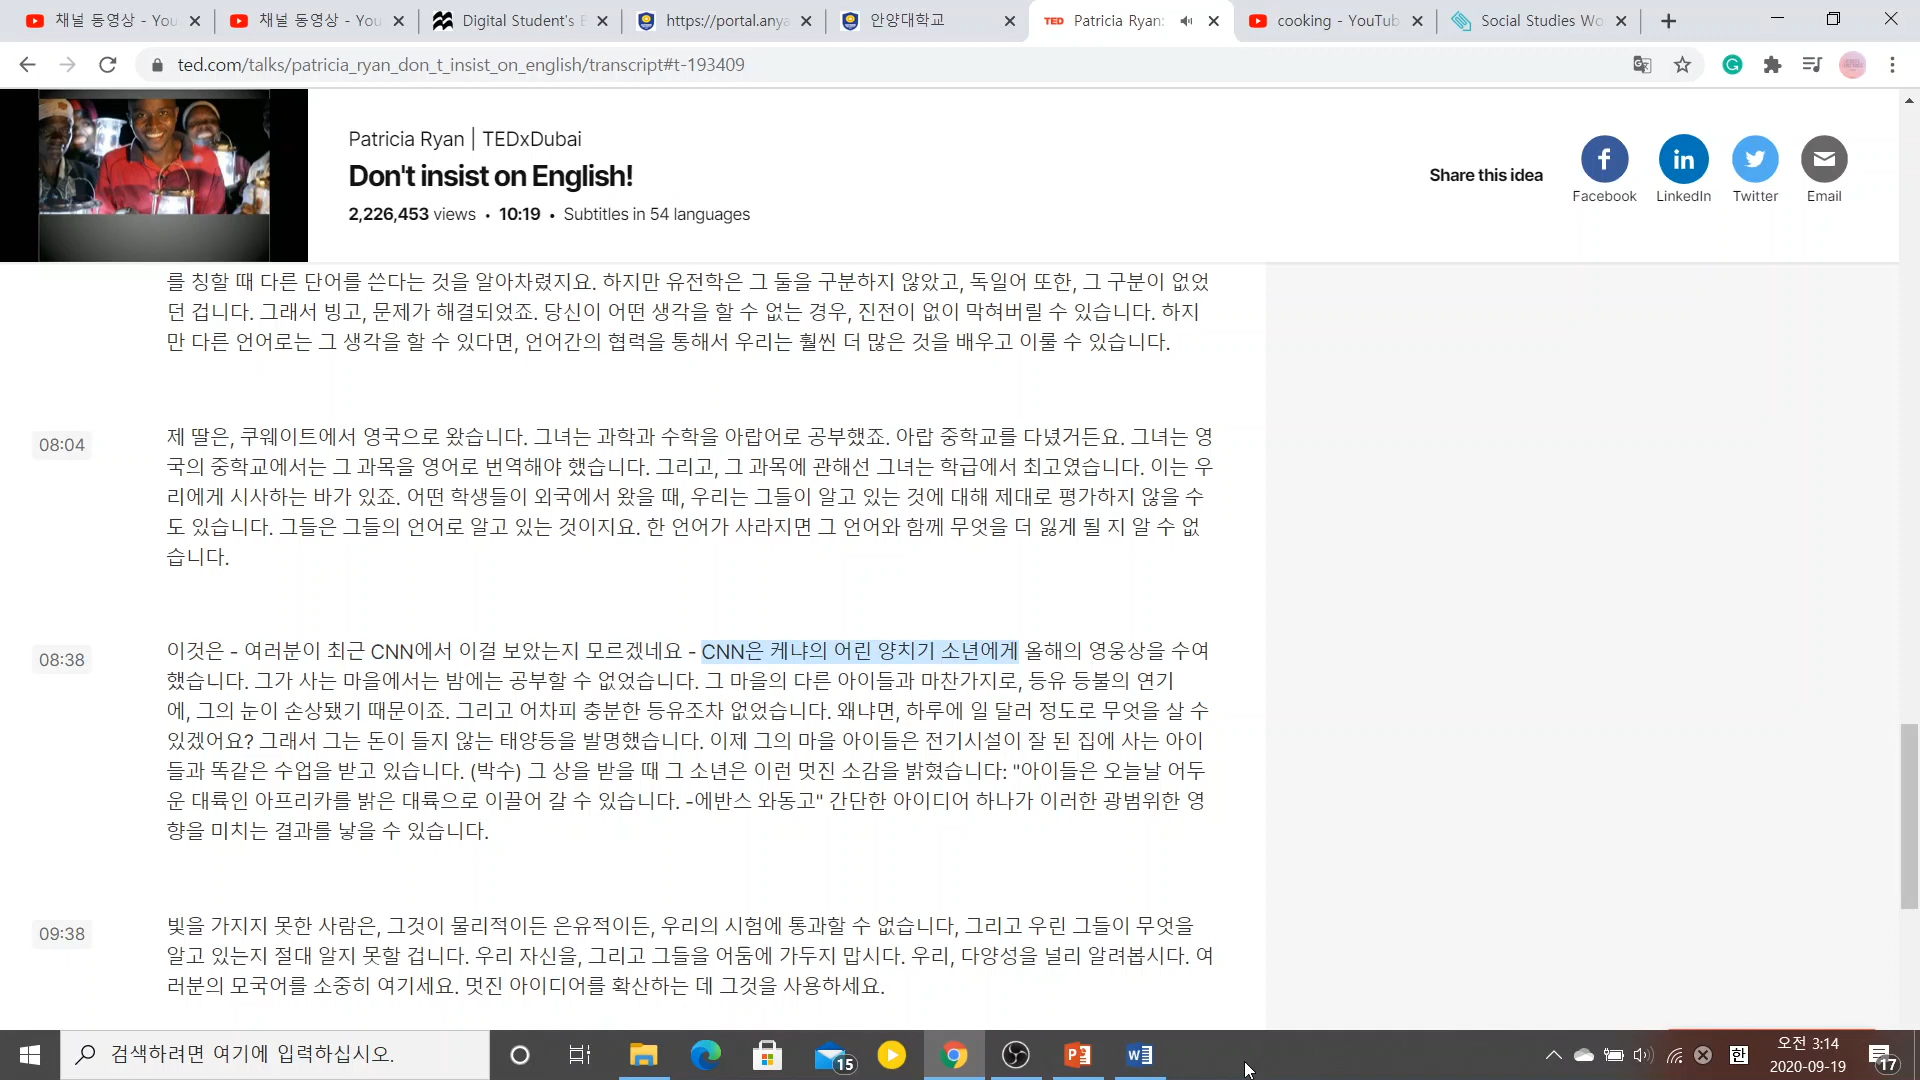 채널 동영상 - You
채널 동영상 - You
Digital Student's E
https://portal.anya
안양대학교
TED Patricia Ryan:
cooking - YouTub
Social Studies Wo
ted.com/talks/patricia_ryan_don_t_insist_on_english/transcript#t-193409
Patricia Ryan | TEDxDubai
Don't insist on English!
2,226,453 views • 10:19 • Subtitles in 54 languages
Share this idea
Facebook
LinkedIn
Twitter
Email
를 칭할 때 다른 단어를 쓴다는 것을 알아차렸지요. 하지만 유전학은 그 둘을 구분하지 않았고, 독일어 또한, 그 구분이 없었
던 겁니다. 그래서 빙고, 문제가 해결되었죠. 당신이 어떤 생각을 할 수 없는 경우, 진전이 없이 막혀버릴 수 있습니다. 하지
만 다른 언어로는 그 생각을 할 수 있다면, 언어간의 협력을 통해서 우리는 훨씬 더 많은 것을 배우고 이룰 수 있습니다.
08:04
제 딸은, 쿠웨이트에서 영국으로 왔습니다. 그녀는 과학과 수학을 아랍어로 공부했죠. 아랍 중학교를 다녔거든요. 그녀는 영
국의 중학교에서는 그 과목을 영어로 번역해야 했습니다. 그리고, 그 과목에 관해선 그녀는 학급에서 최고였습니다. 이는 우
리에게 시사하는 바가 있죠. 어떤 학생들이 외국에서 왔을 때, 우리는 그들이 알고 있는 것에 대해 제대로 평가하지 않을 수
도 있습니다. 그들은 그들의 언어로 알고 있는 것이지요. 한 언어가 사라지면 그 언어와 함께 무엇을 더 잃게 될 지 알 수 없
습니다.
08:38
이것은 - 여러분이 최근 CNN에서 이걸 보았는지 모르겠네요 - CNN은 케냐의 어린 양치기 소년에게 올해의 영웅상을 수여
했습니다. 그가 사는 마을에서는 밤에는 공부할 수 없었습니다. 그 마을의 다른 아이들과 마찬가지로, 등유 등불의 연기
에, 그의 눈이 손상됐기 때문이죠. 그리고 어차피 충분한 등유조차 없었습니다. 왜냐면, 하루에 일 달러 정도로 무엇을 살 수
있겠어요? 그래서 그는 돈이 들지 않는 태양등을 발명했습니다. 이제 그의 마을 아이들은 전기시설이 잘 된 집에 사는 아이
들과 똑같은 수업을 받고 있습니다. (박수) 그 상을 받을 때 그 소년은 이런 멋진 소감을 밝혔습니다: "아이들은 오늘날 어두
운 대륙인 아프리카를 밝은 대륙으로 이끌어 갈 수 있습니다. -에반스 와동고" 간단한 아이디어 하나가 이러한 광범위한 영
향을 미치는 결과를 낳을 수 있습니다.
09:38
빛을 가지지 못한 사람은, 그것이 물리적이든 은유적이든, 우리의 시험에 통과할 수 없습니다, 그리고 우린 그들이 무엇을
알고 있는지 절대 알지 못할 겁니다. 우리 자신을, 그리고 그들을 어둠에 가두지 맙시다. 우리, 다양성을 널리 알려봅시다. 여
러분의 모국어를 소중히 여기세요. 멋진 아이디어를 확산하는 데 그것을 사용하세요.
검색하려면 여기에 입력하십시오.
15
한
오전 3:14
2020-09-19
17